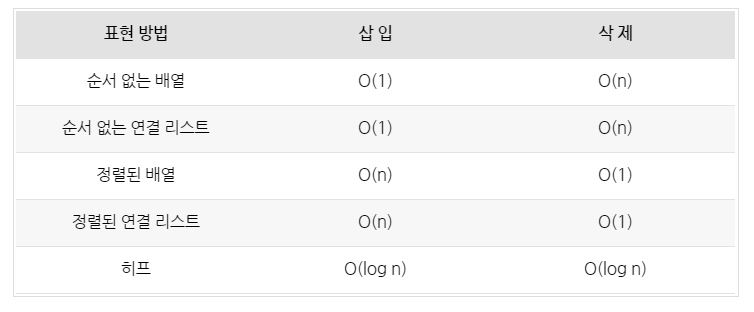 표현 방법 삽 입 삭 제
순서 없는 배열 O(1) O(n)
순서 없는 연결 리스트 O(1) O(n)
정렬된 배열 O(n) O(1)
정렬된 연결 리스트 O(n) O(1)
히프 O(log n) O(log n)